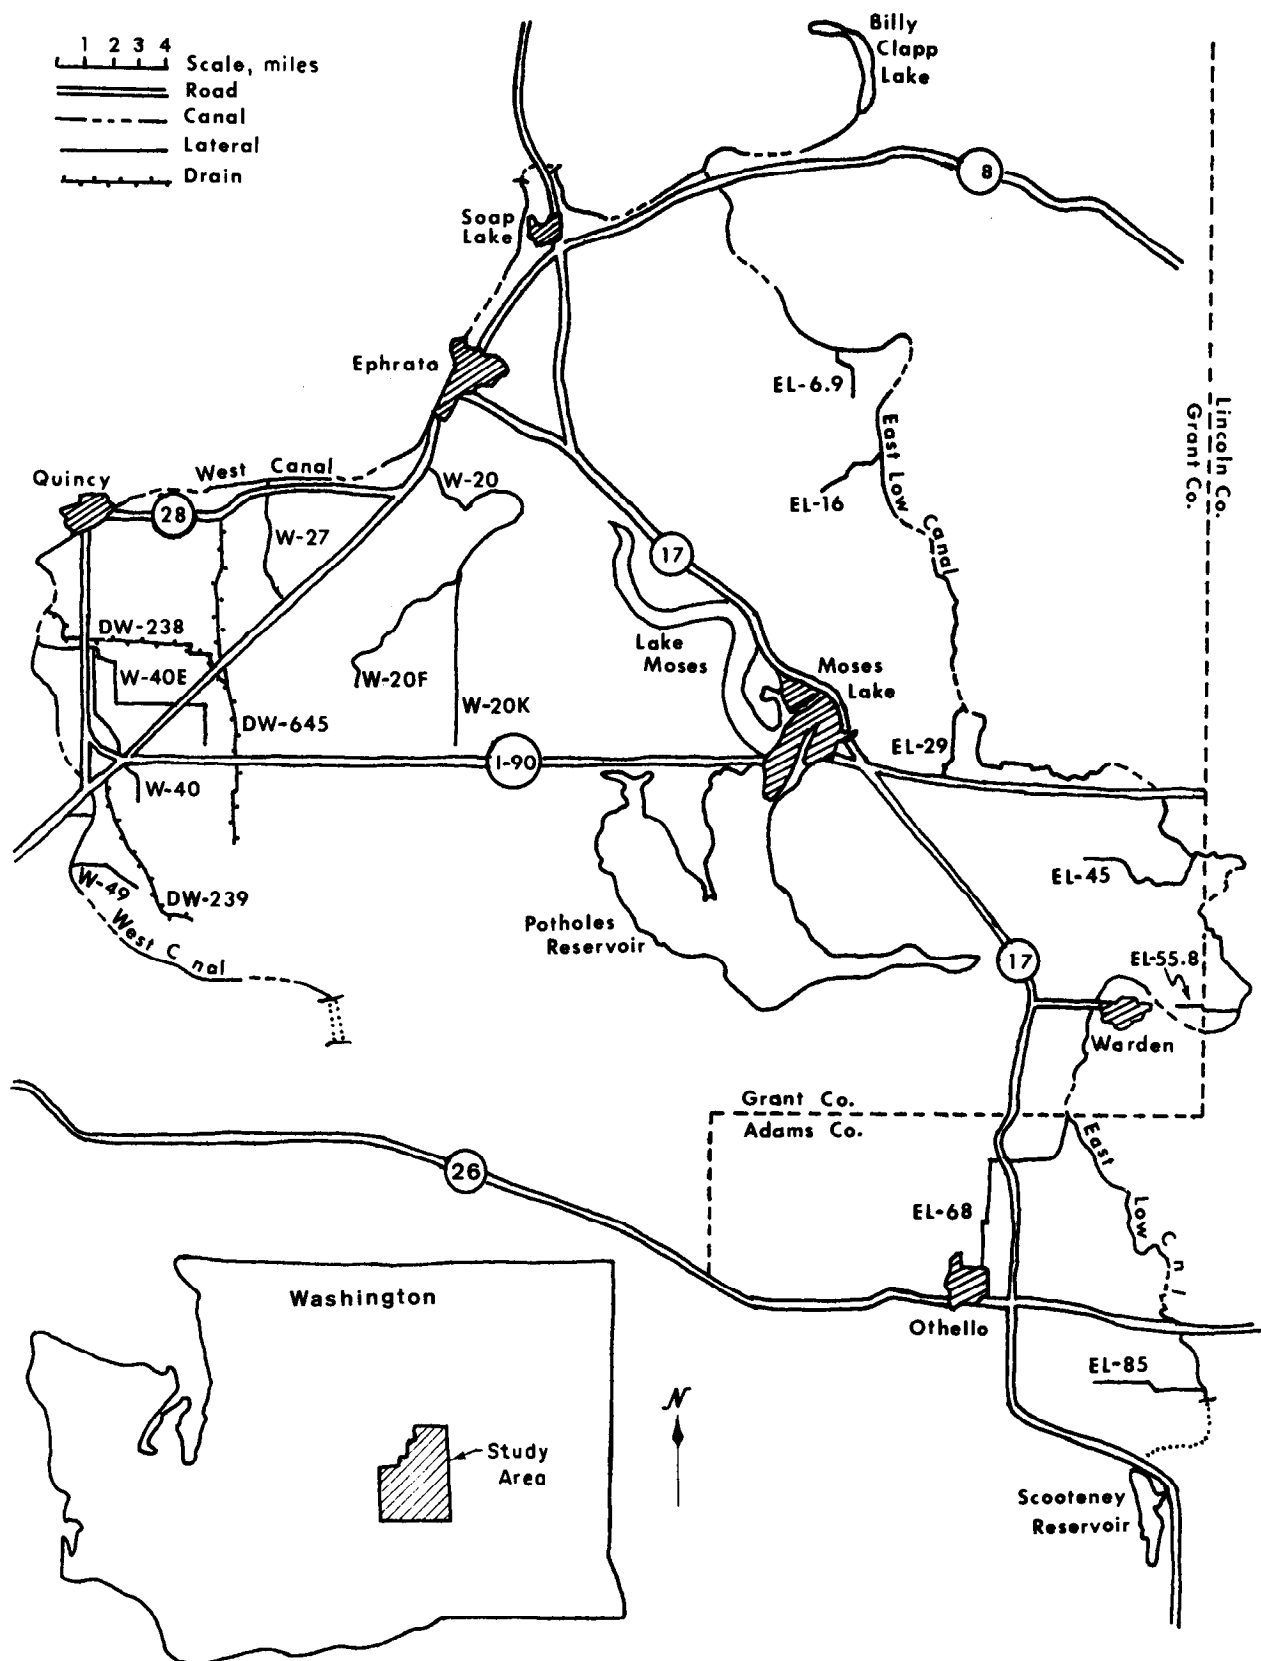 1 2 3 4
Scale, miles
Road
Canal
Lateral
Drain
Billy
Clapp
Lake
8
Soap
Lake
Ephrata
EL-6.9
Lincoln Co.
Grant Co.
East Low Canal
West Canal
Quincy
W-20
EL-16
28
W-27
17
DW-238
Lake
Moses
Moses
Lake
W-40E
W-20F
W-20K
DW-645
EL-29
I-90
W-40
W-49
DW-239
EL-45
Potholes
Reservoir
West C nal
17
EL-55.8
Warden
Grant Co.
Adams Co.
26
East Low C n l
EL-68
Washington
Othello
EL-85
N
Study
Area
Scooteney
Reservoir